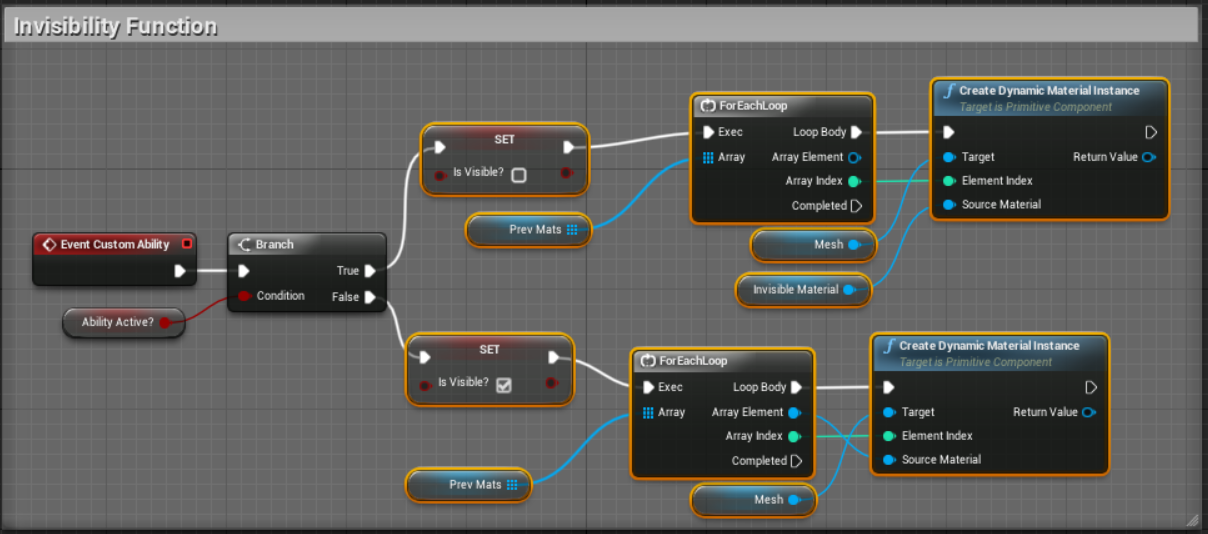 Invisibility Function
Create Dynamic Material Instance
Target is Primitive Component
ForEachLoop
Exec Loop Body
Array Array Element
Array Index
Completed
Target Return Value
Element Index
Source Material
SET
Is Visible?
Prev Mats
Mesh
Invisible Material
Event Custom Ability
Branch
True
Condition False
Ability Active?
SET
Is Visible?
ForEachLoop
Exec Loop Body
Array Array Element
Array Index
Completed
Create Dynamic Material Instance
Target is Primitive Component
Target Return Value
Element Index
Source Material
Prev Mats
Mesh